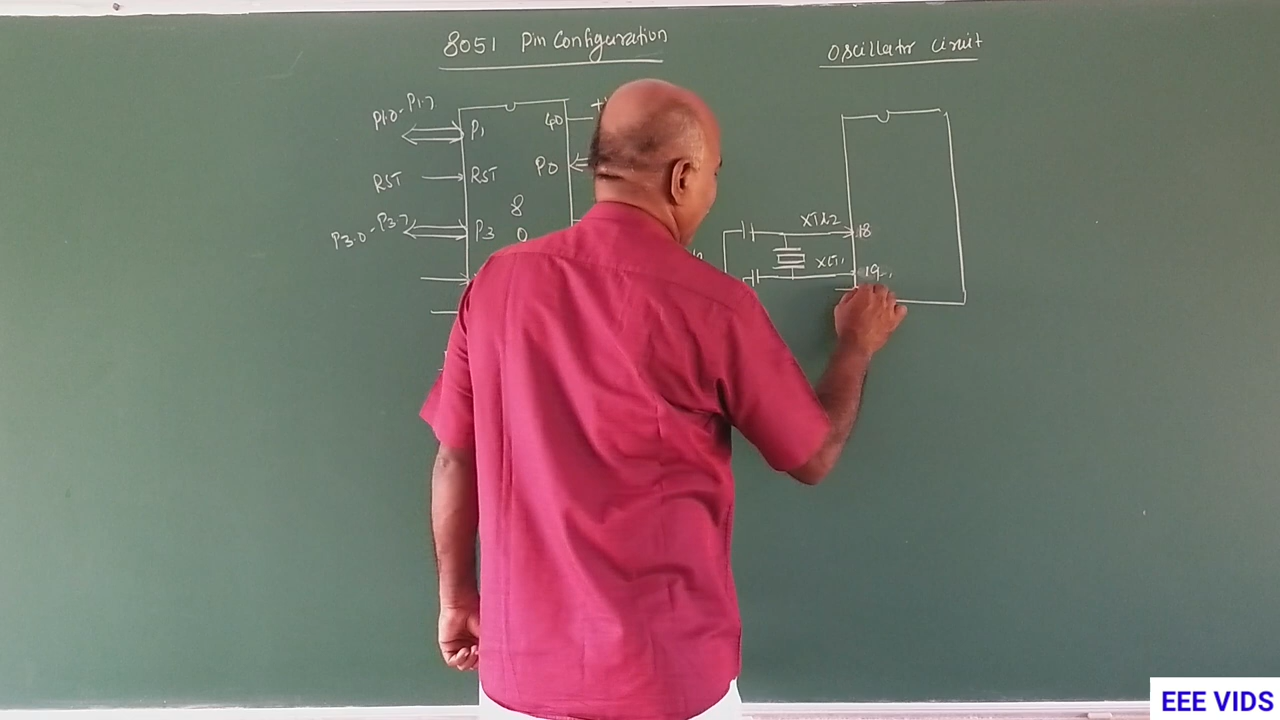 8051 Pin Configuration
Oscillator Circuit
P1.0 - P1.7
P1
40
RST
RST
P0
P3.0 - P3.7
P3
8
0
XTL2
18
XTL1
19
EEE VIDS